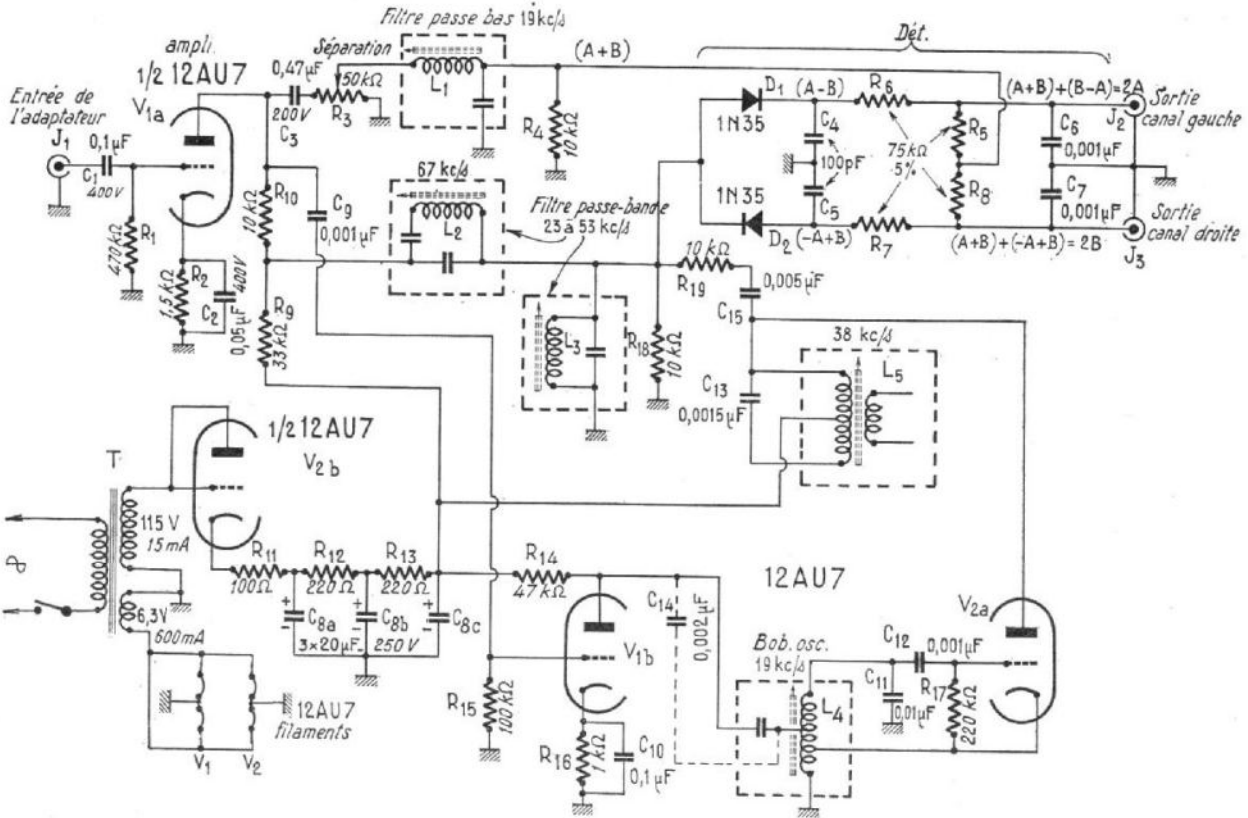 Filtre passe bas 19kc/s
ampli.
1/2 12AU7
V1a
Entrée de
l'adaptateur
J1
0,1µF
C1
400V
R1
470kΩ
R2
1,5kΩ
C2
0,05µF
400V
0,47µF
200V
C3
Séparation
50kΩ
R3
L1
(A+B)
R4
10kΩ
Dét.
D1
(A-B)
1N35
C4
100pF
C5
1N35
D2
(-A+B)
R6
R5
75kΩ
5%
R8
R7
(A+B)+(B-A)=2A
C6
0,001µF
C7
0,001µF
(A+B)+(-A+B)=2B
J2
Sortie
canal gauche
Sortie
canal droite
J3
R10
10kΩ
C9
0,001µF
67 kc/s
L2
Filtre passe-bande
23 à 53 kc/s
R9
33kΩ
L3
R18
10kΩ
10kΩ
R19
0,005µF
C15
38 kc/s
C13
0,0015µF
L5
1/2 12AU7
V2b
T
115 V
15mA
6,3V
600mA
R11
100Ω
R12
220Ω
R13
220Ω
C8a
C8b
C8c
3×20µF
250V
12AU7
filaments
V1
V2
R14
47kΩ
C14
0,002µF
V1b
R15
100kΩ
R16
1kΩ
C10
0,1µF
Bob. osc.
19kc/s
L4
12AU7
V2a
C12
0,001µF
C11
0,01µF
R17
220kΩ